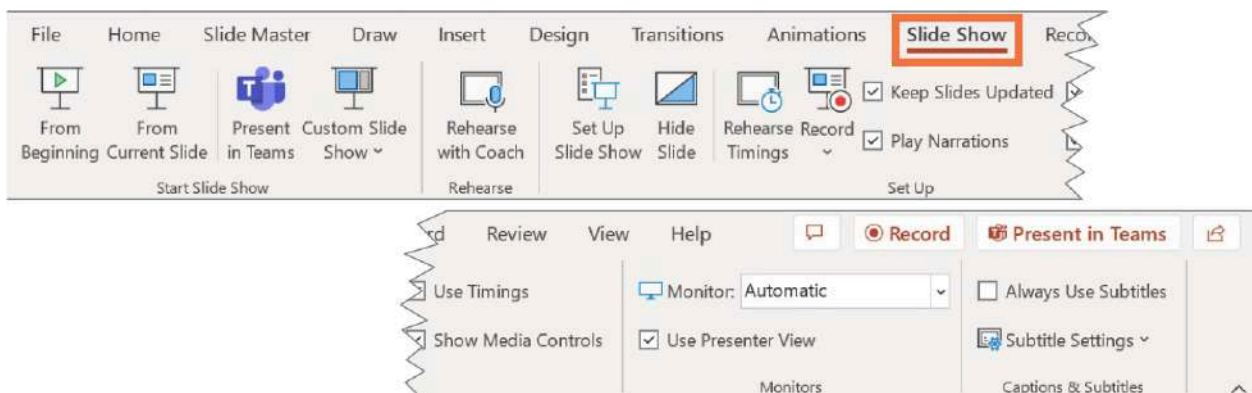 File Home Slide Master Draw Insert Design Transitions Animations Slide Show Recor
From Beginning
From Current Slide
Present in Teams
Custom Slide Show
Rehearse with Coach
Set Up Slide Show
Hide Slide
Rehearse Timings
Record
Keep Slides Updated
Play Narrations
Start Slide Show
Rehearse
Set Up
rd Review View Help Record Present in Teams
Use Timings
Show Media Controls
Monitor: Automatic
Use Presenter View
Always Use Subtitles
Subtitle Settings
Monitors
Captions & Subtitles